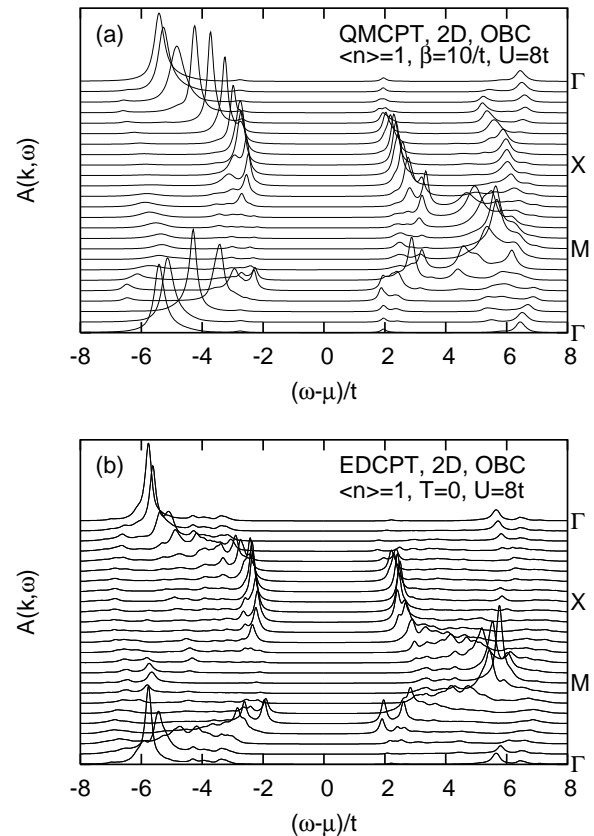 (a)
QMCPT, 2D, OBC
<n>=1, β=10/t, U=8t
Γ
X
M
Γ
A(k,ω)
-8 -6 -4 -2 0 2 4 6 8
(ω-μ)/t
(b)
EDCPT, 2D, OBC
<n>=1, T=0, U=8t
Γ
X
M
Γ
A(k,ω)
-8 -6 -4 -2 0 2 4 6 8
(ω-μ)/t